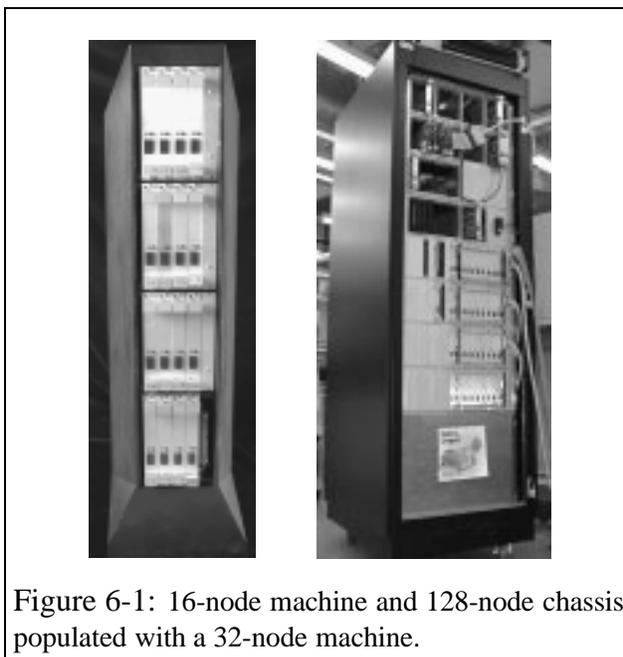 Figure 6-1: 16-node machine and 128-node chassis
populated with a 32-node machine.